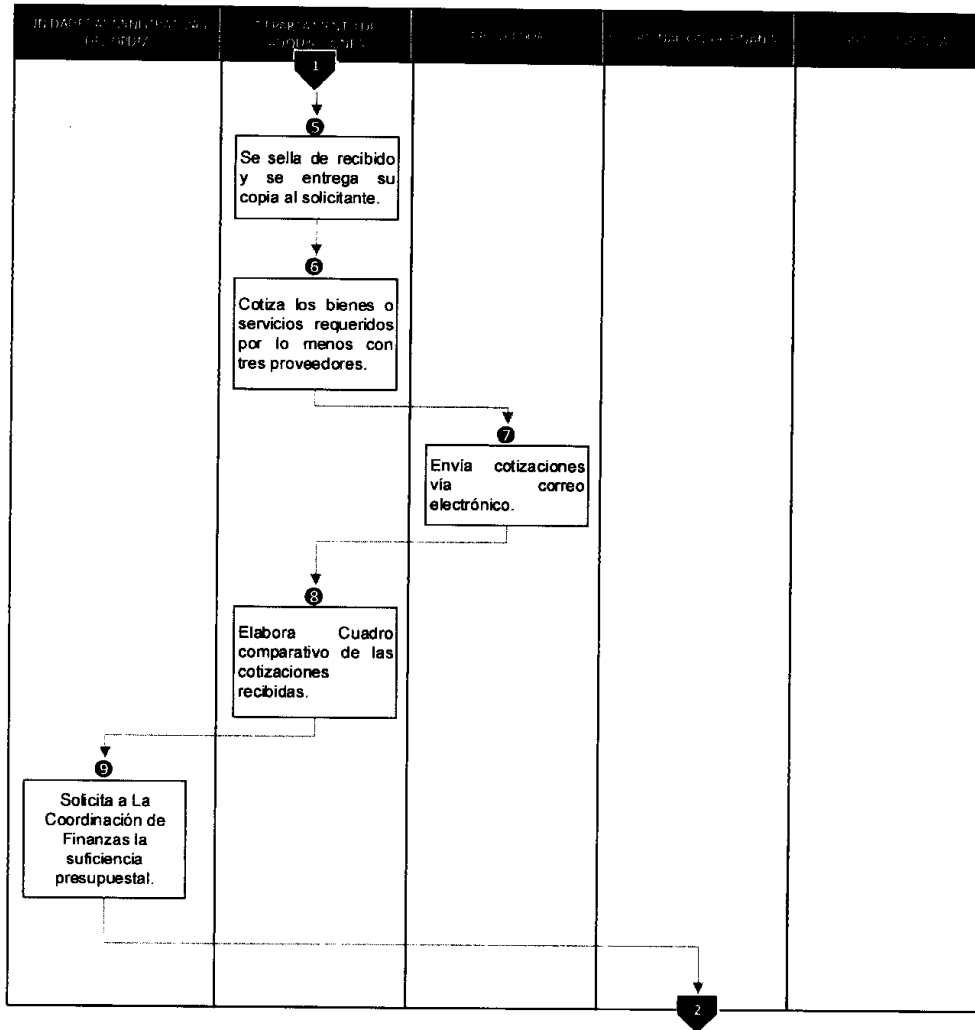 ADQUISICIONES
1
5
Se sella de recibido
y se entrega su
copia al solicitante.
6
Cotiza los bienes o
servicios requeridos
por lo menos con
tres proveedores.
7
Envía cotizaciones
vía correo
electrónico.
8
Elabora Cuadro
comparativo de las
cotizaciones
recibidas.
9
Solicita a La
Coordinación de
Finanzas la
suficiencia
presupuestal.
2